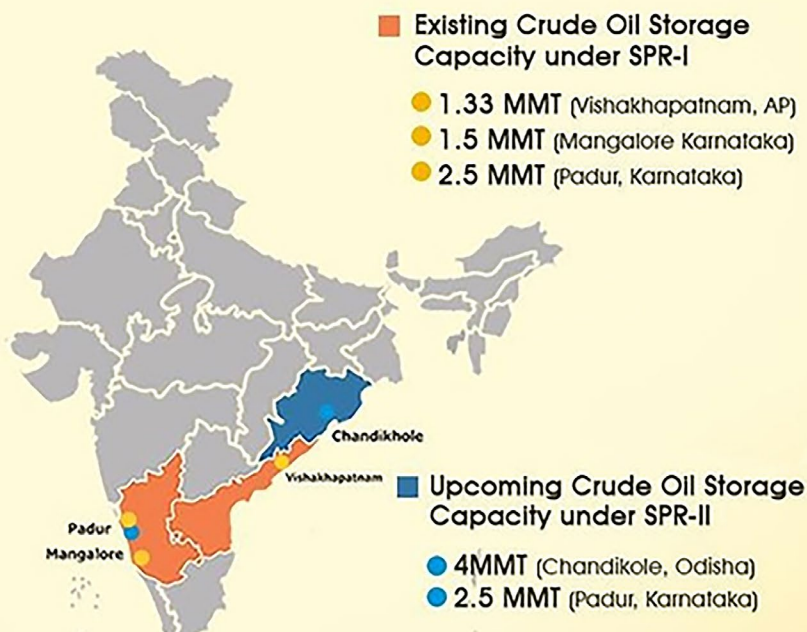 Existing Crude Oil Storage
Capacity under SPR-I
1.33 MMT (Vishakhapatnam, AP)
1.5 MMT (Mangalore Karnataka)
2.5 MMT (Padur, Karnataka)
Chandikhole
Vishakhapatnam
Padur
Mangalore
Upcoming Crude Oil Storage
Capacity under SPR-II
4MMT (Chandikole, Odisha)
2.5 MMT (Padur, Karnataka)